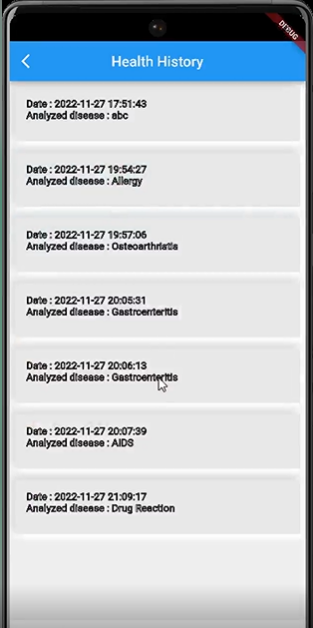 DEBUG
Health History
Date : 2022-11-27 17:51:43
Analyzed disease : abc
Date : 2022-11-27 19:54:27
Analyzed disease : Allergy
Date : 2022-11-27 19:57:06
Analyzed disease : Osteoarthristis
Date : 2022-11-27 20:05:31
Analyzed disease : Gastroenteritis
Date : 2022-11-27 20:06:13
Analyzed disease : Gastroenteritis
Date : 2022-11-27 20:07:39
Analyzed disease : AIDS
Date : 2022-11-27 21:09:17
Analyzed disease : Drug Reaction